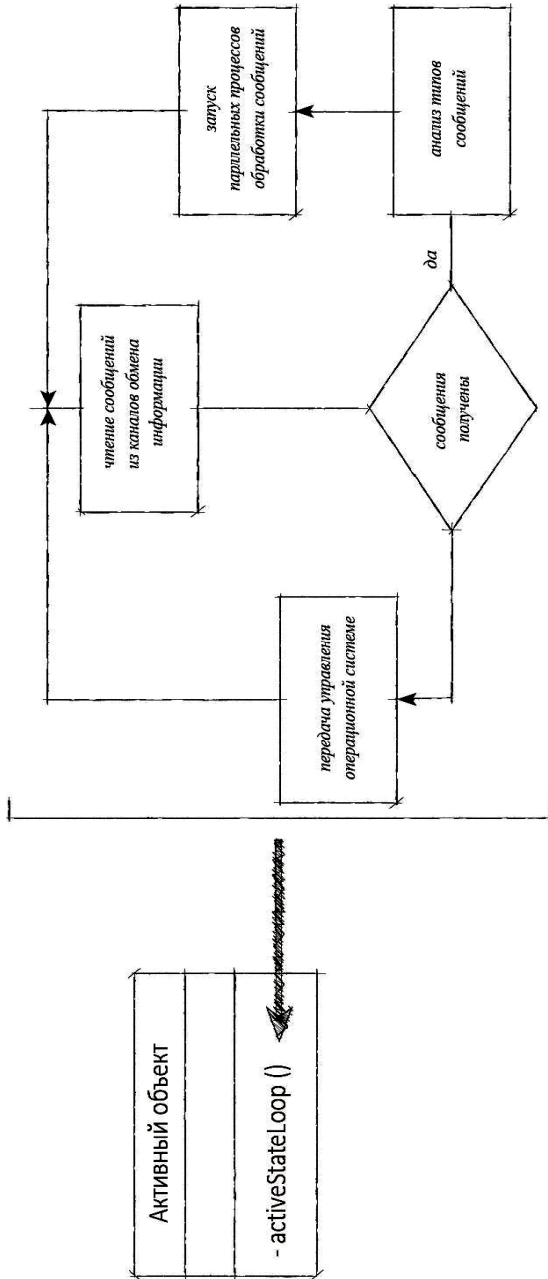 Активный объект
- activeStateLoop ()
передача управления
операционной системе
чтение сообщений
из каналов обмена
информации
сообщения
получены
да
запуск
парллельных процессов
обработки сообщений
анализ типов
сообщений